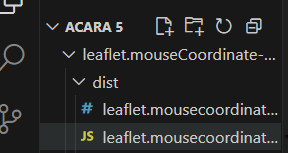 ACARA 5
leaflet.mouseCoordinate-...
dist
# leaflet.mousecoordinat...
JS leaflet.mousecoordinat...